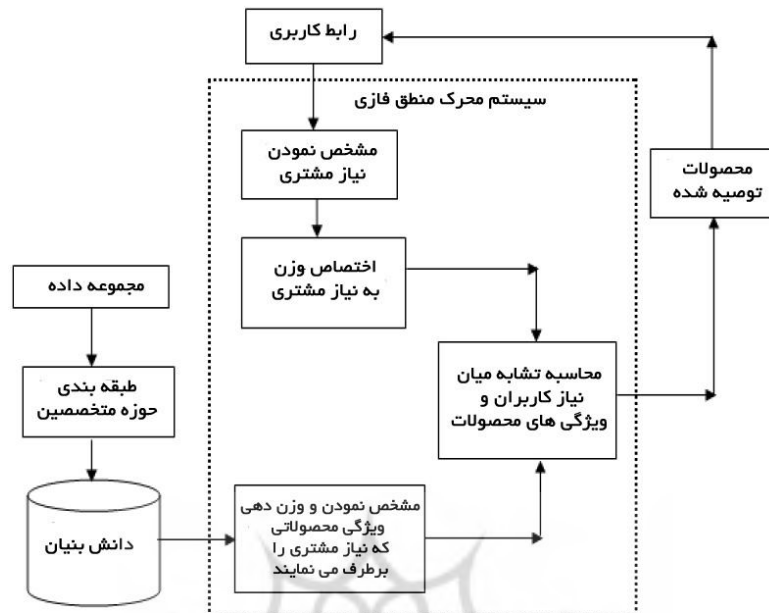 رابط کاربری
سیستم محرک منطق فازی
مشخص نمودن
نیاز مشتری
محصولات
توصیه شده
اختصاص وزن
به نیاز مشتری
مجموعه داده
محاسبه تشابه میان
نیاز کاربران و
ویژگی های محصولات
طبقه بندی
حوزه متخصصین
مشخص نمودن و وزن دهی
ویژگی محصولاتی
که نیاز مشتری را
برطرف می نمایند
دانش بنیان